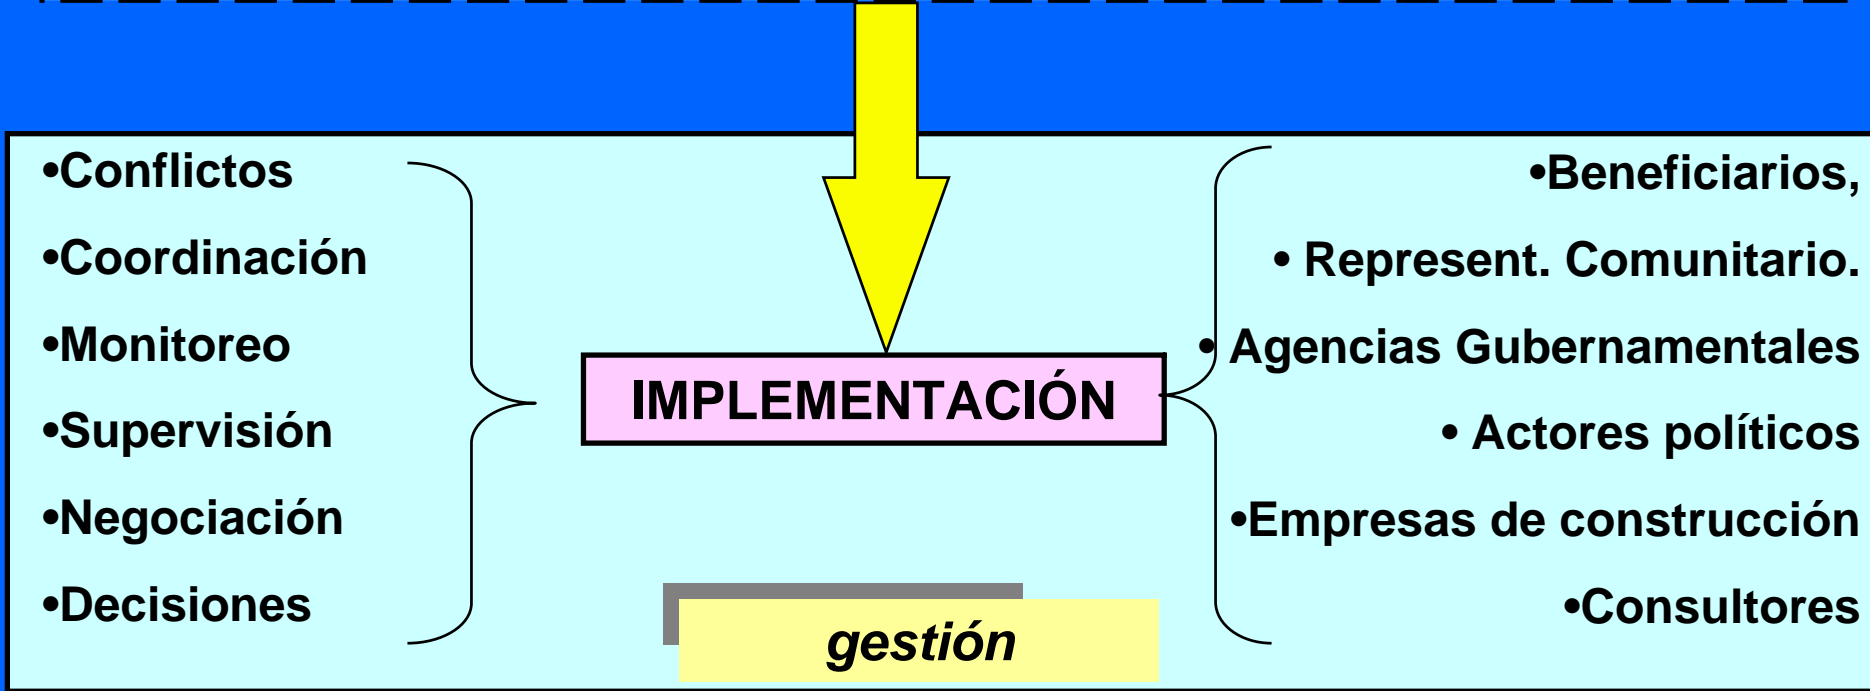 •Conflictos
•Coordinación
•Monitoreo
•Supervisión
•Negociación
•Decisiones
IMPLEMENTACIÓN
gestión
•Beneficiarios,
• Represent. Comunitario.
• Agencias Gubernamentales
• Actores políticos
•Empresas de construcción
•Consultores